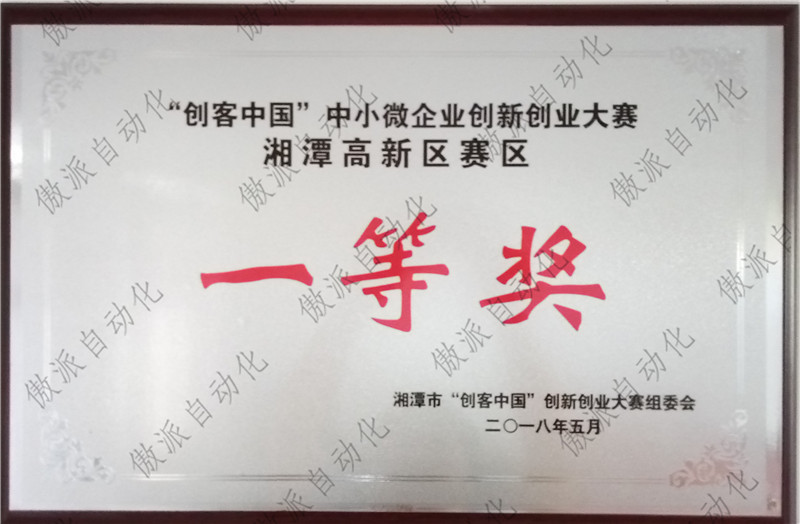 “创客中国”中小微企业创新创业大赛
湘潭高新区赛区
一等奖
湘潭市“创客中国”创新创业大赛组委会
二〇一八年五月
傲派自动化